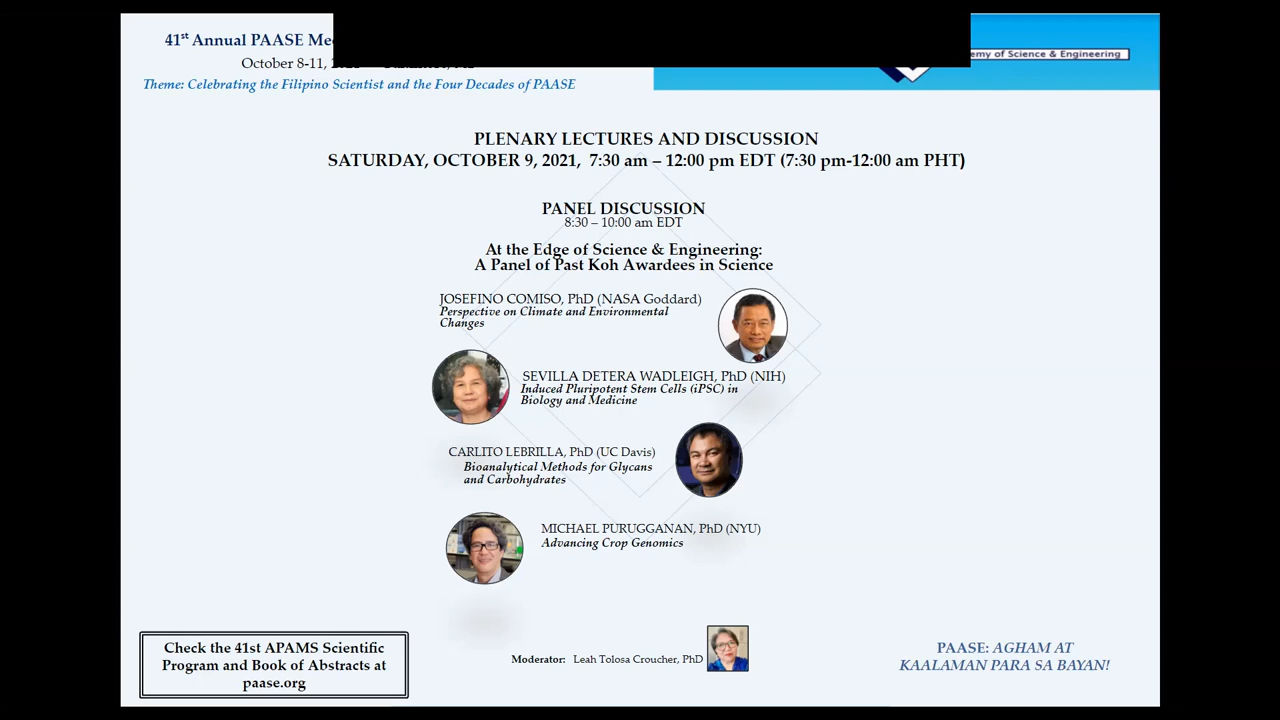 41st Annual PAASE
October 8-11,
emy of Science & Engineering
Theme: Celebrating the Filipino Scientist and the Four Decades of PAASE
PLENARY LECTURES AND DISCUSSION
SATURDAY, OCTOBER 9, 2021, 7:30 am – 12:00 pm EDT (7:30 pm-12:00 am PHT)
PANEL DISCUSSION
8:30 – 10:00 am EDT
At the Edge of Science & Engineering:
A Panel of Past Koh Awardees in Science
JOSEFINO COMISO, PhD (NASA Goddard)
Perspective on Climate and Environmental
Changes
SEVILLA DETERA WADLEIGH, PhD (NIH)
Induced Pluripotent Stem Cells (iPSC) in
Biology and Medicine
CARLITO LEBRILLA, PhD (UC Davis)
Bioanalytical Methods for Glycans
and Carbohydrates
MICHAEL PURUGGANAN, PhD (NYU)
Advancing Crop Genomics
Moderator: Leah Tolosa Croucher, PhD
Check the 41st APAMS Scientific
Program and Book of Abstracts at
paase.org
PAASE: AGHAM AT
KAALAMAN PARA SA BAYAN!